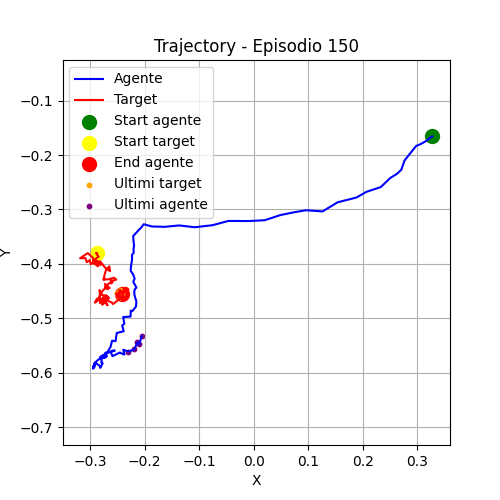 Trajectory - Episodio 150
Agente
Target
Start agente
Start target
End agente
Ultimi target
Ultimi agente
Y
−0.1
−0.2
−0.3
−0.4
−0.5
−0.6
−0.7
−0.3 −0.2 −0.1 0.0 0.1 0.2 0.3
X